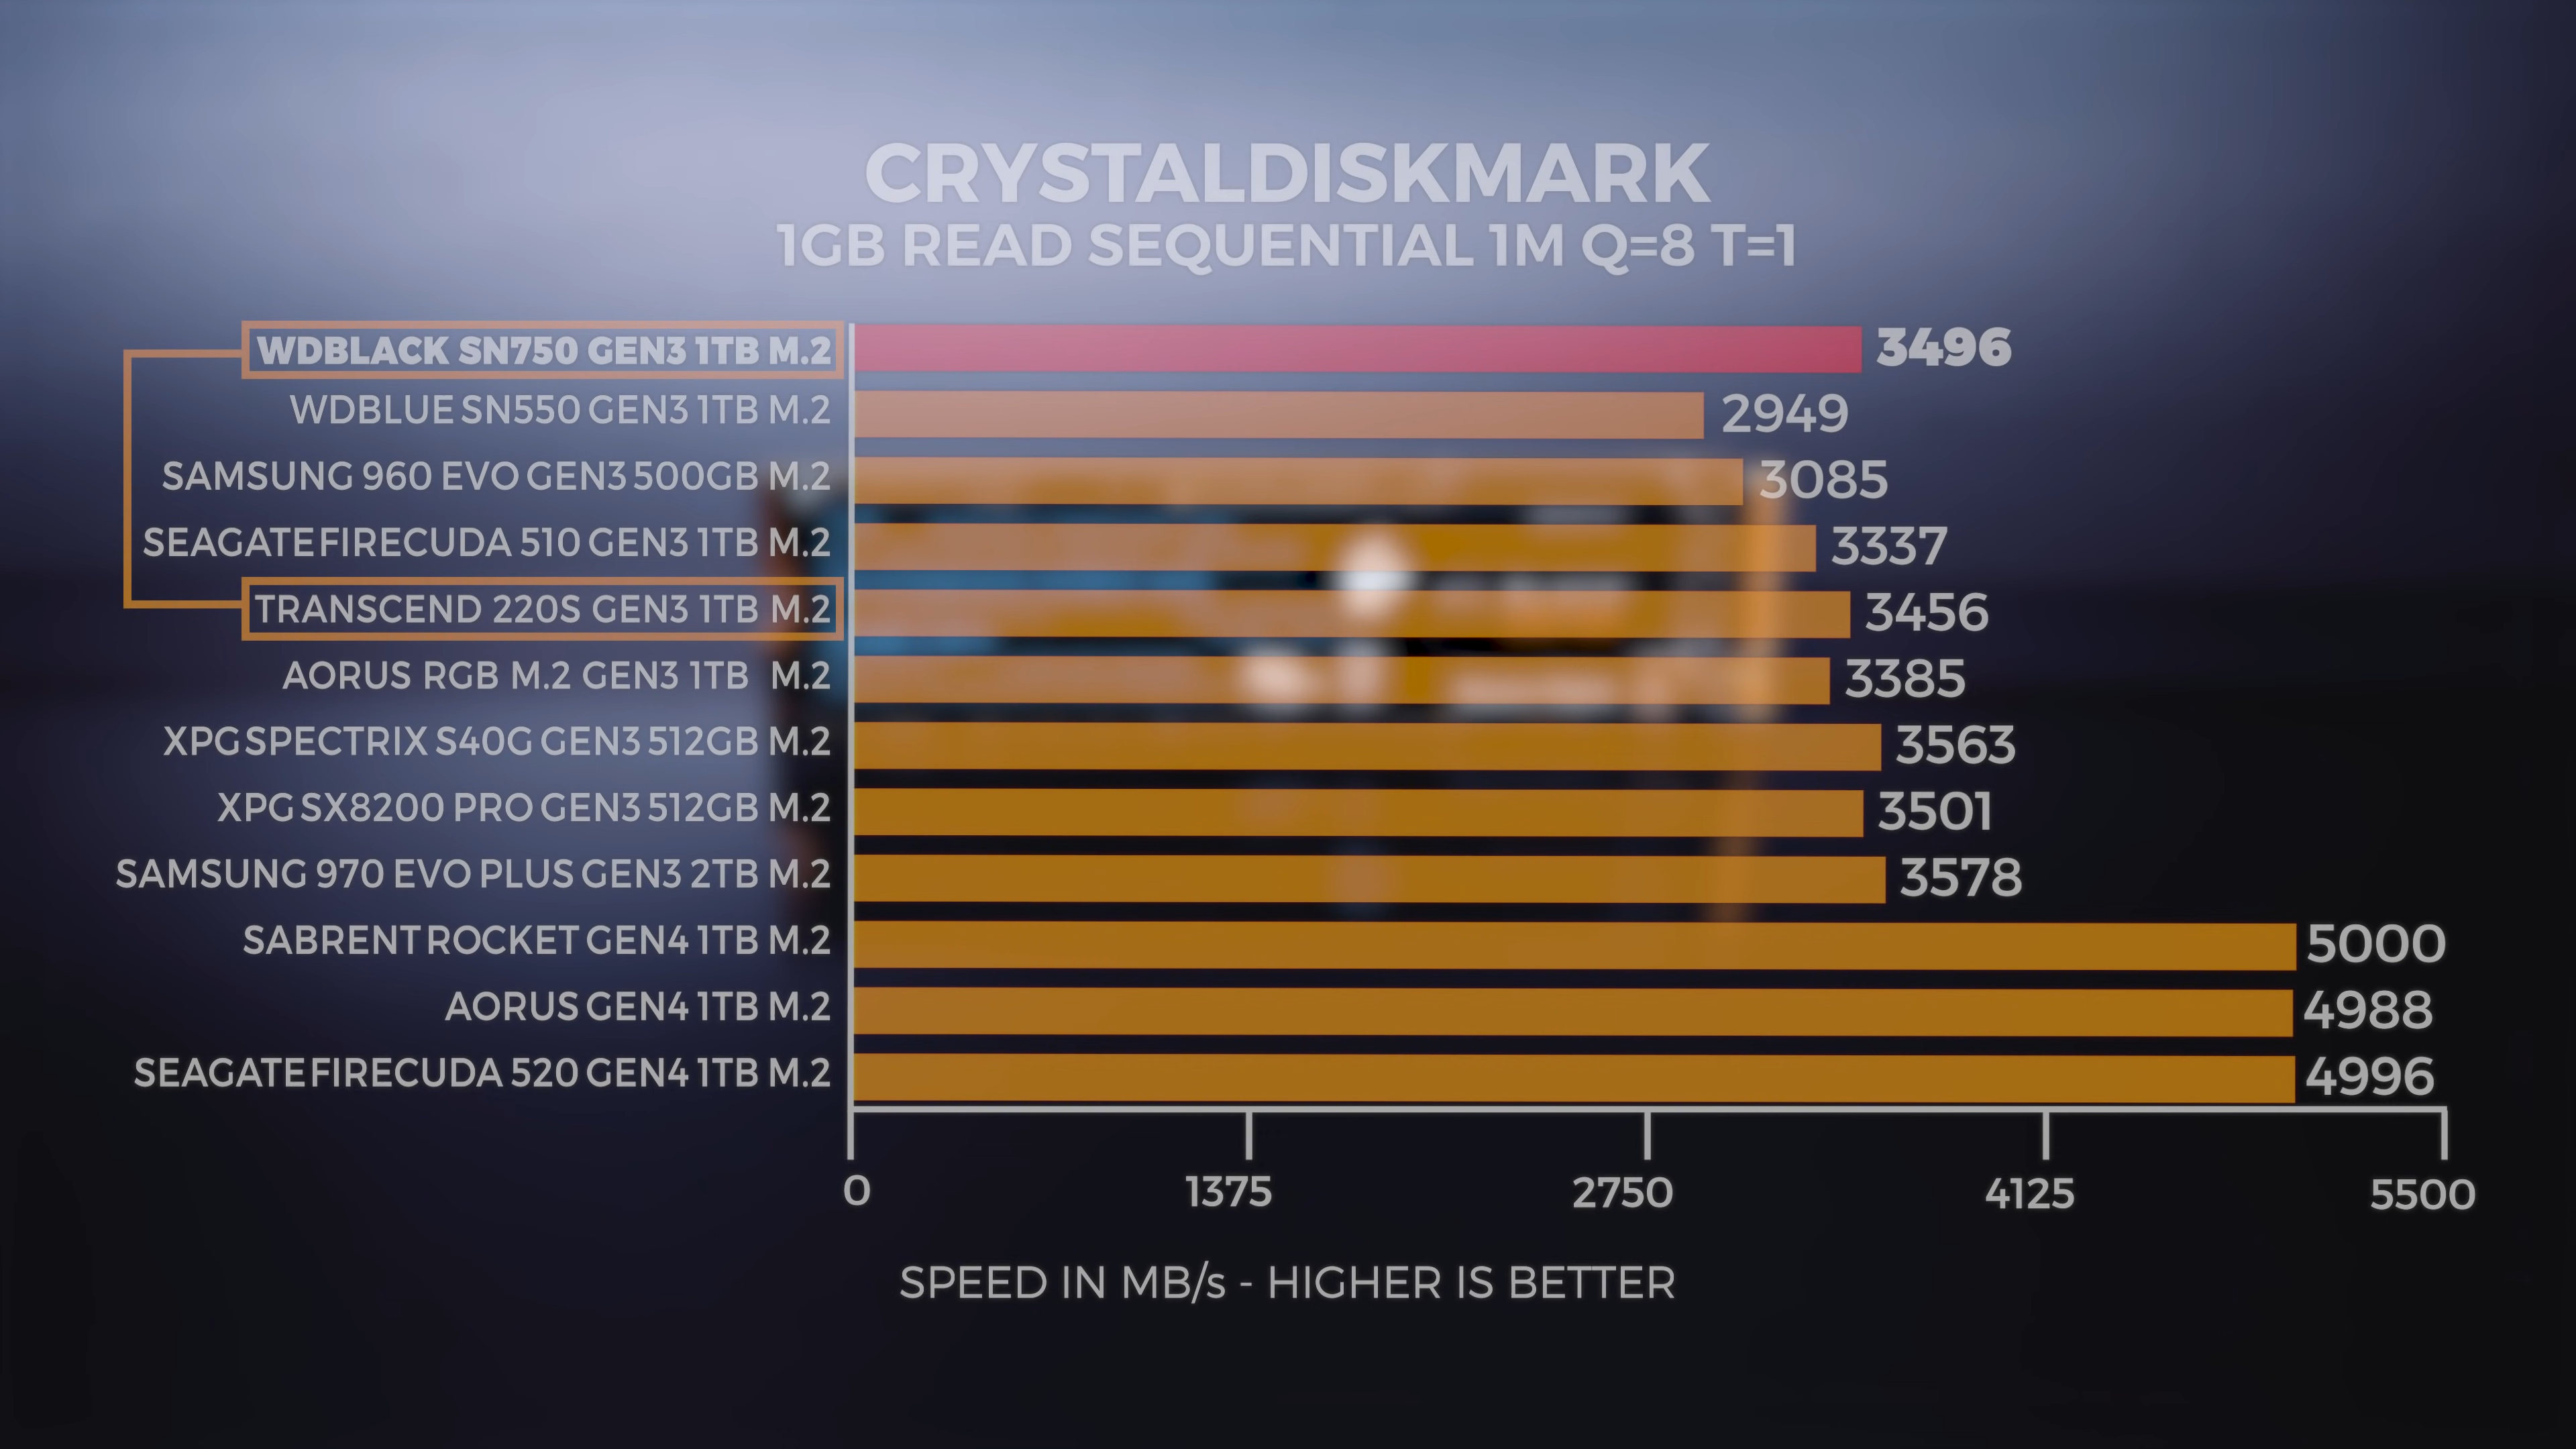 CRYSTALDISKMARK
1GB READ SEQUENTIAL 1M Q=8 T=1
WDBLACK SN750 GEN3 1TB M.2 3496
WDBLUE SN550 GEN3 1TB M.2 2949
SAMSUNG 960 EVO GEN3 500GB M.2 3085
SEAGATE FIRECUDA 510 GEN3 1TB M.2 3337
TRANSCEND 220S GEN3 1TB M.2 3456
AORUS RGB M.2 GEN3 1TB M.2 3385
XPG SPECTRIX S40G GEN3 512GB M.2 3563
XPG SX8200 PRO GEN3 512GB M.2 3501
SAMSUNG 970 EVO PLUS GEN3 2TB M.2 3578
SABRENT ROCKET GEN4 1TB M.2 5000
AORUS GEN4 1TB M.2 4988
SEAGATE FIRECUDA 520 GEN4 1TB M.2 4996
0 1375 2750 4125 5500
SPEED IN MB/s - HIGHER IS BETTER